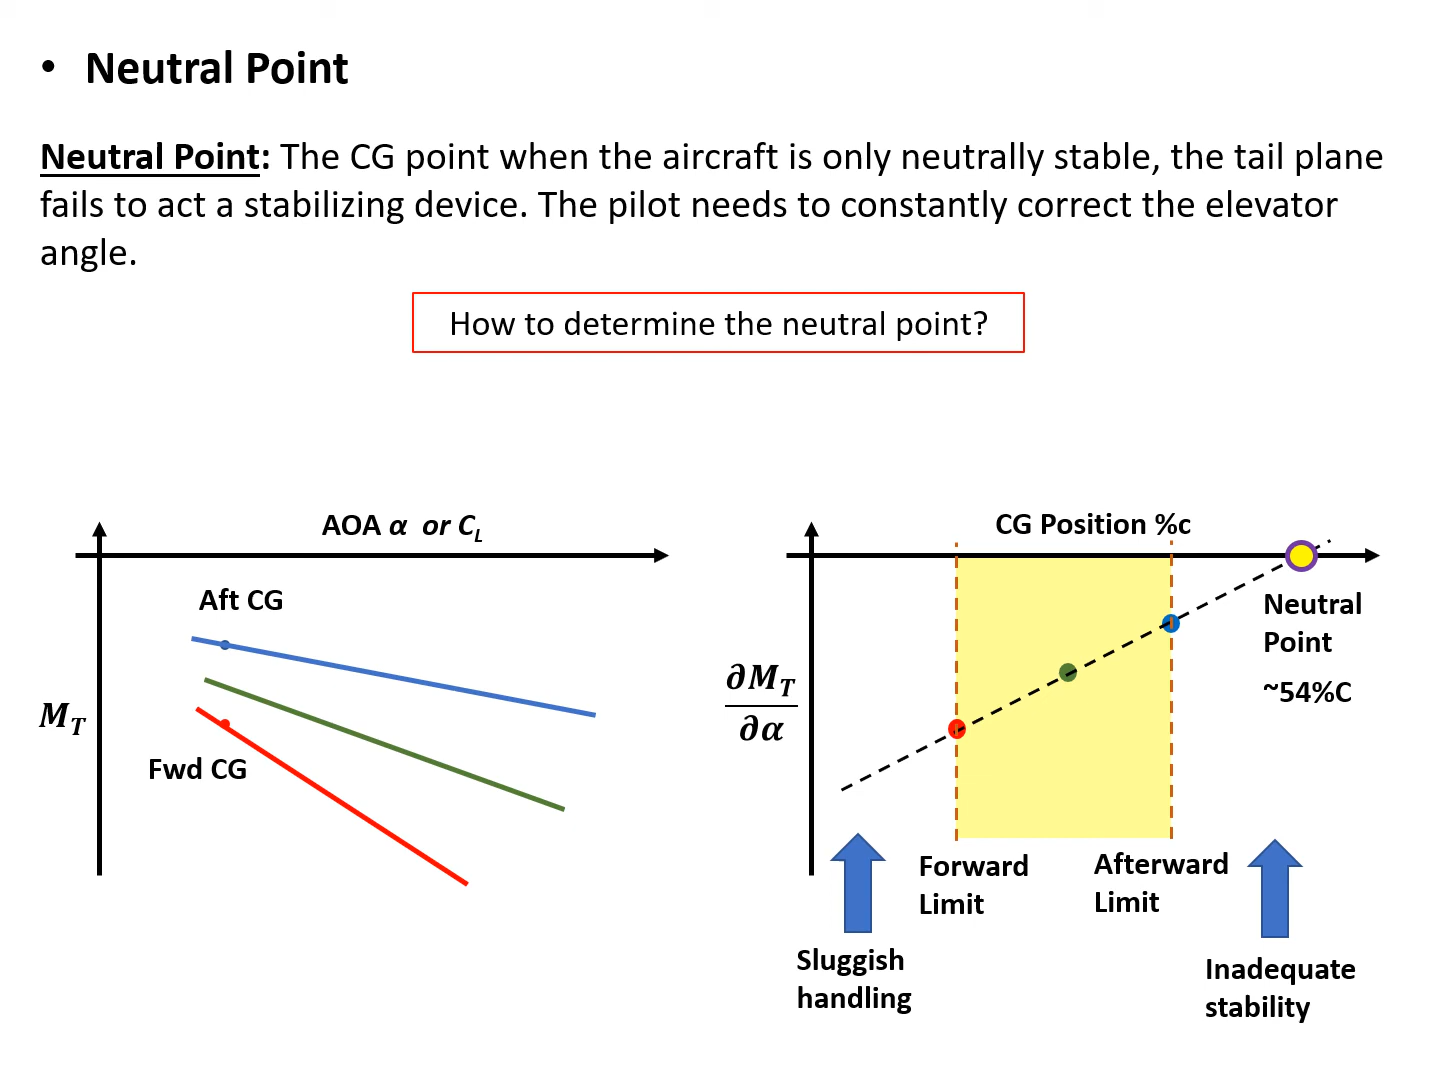 • Neutral Point
Neutral Point: The CG point when the aircraft is only neutrally stable, the tail plane
fails to act a stabilizing device. The pilot needs to constantly correct the elevator
angle.
How to determine the neutral point?
AOA α or C_L
Aft CG
M_T
Fwd CG
CG Position %c
∂M_T
∂α
Neutral
Point
~54%C
Forward
Limit
Afterward
Limit
Sluggish
handling
Inadequate
stability